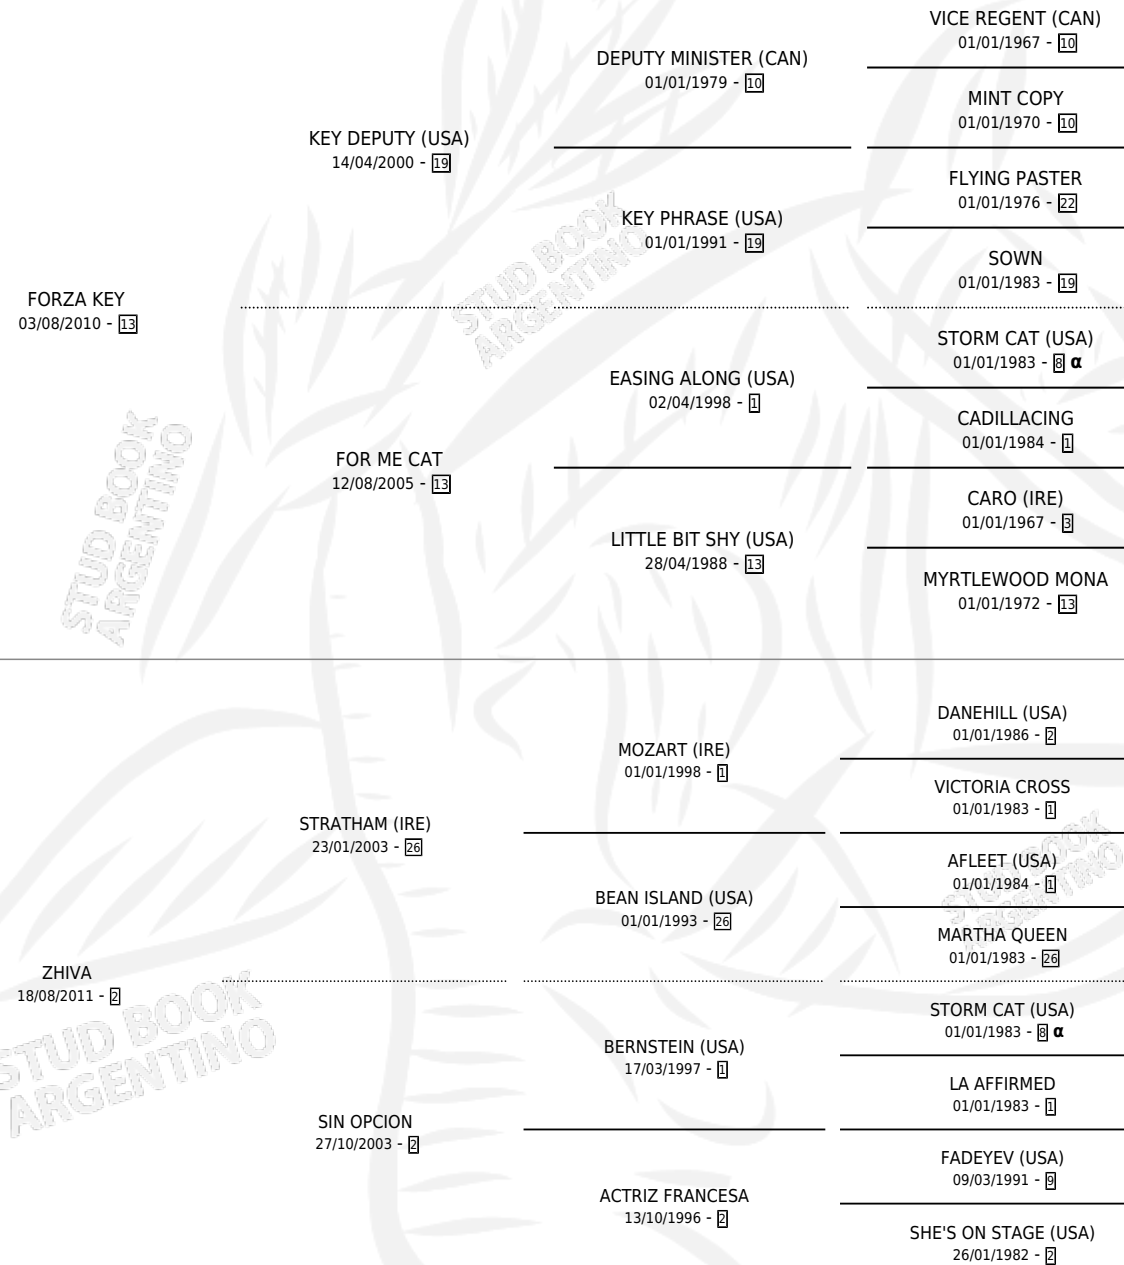 VICE REGENT (CAN)
01/01/1967 - 10
DEPUTY MINISTER (CAN)
01/01/1979 - 10
MINT COPY
01/01/1970 - 10
KEY DEPUTY (USA)
14/04/2000 - 19
FLYING PASTER
01/01/1976 - 22
KEY PHRASE (USA)
01/01/1991 - 19
SOWN
01/01/1983 - 19
FORZA KEY
03/08/2010 - 13
STORM CAT (USA)
01/01/1983 - 8 α
EASING ALONG (USA)
02/04/1998 - 1
CADILLACING
01/01/1984 - 1
FOR ME CAT
12/08/2005 - 13
CARO (IRE)
01/01/1967 - 3
LITTLE BIT SHY (USA)
28/04/1988 - 13
MYRTLEWOOD MONA
01/01/1972 - 13
DANEHILL (USA)
01/01/1986 - 2
MOZART (IRE)
01/01/1998 - 1
VICTORIA CROSS
01/01/1983 - 1
STRATHAM (IRE)
23/01/2003 - 26
AFLEET (USA)
01/01/1984 - 1
BEAN ISLAND (USA)
01/01/1993 - 26
MARTHA QUEEN
01/01/1983 - 26
ZHIVA
18/08/2011 - 2
STORM CAT (USA)
01/01/1983 - 8 α
BERNSTEIN (USA)
17/03/1997 - 1
LA AFFIRMED
01/01/1983 - 1
SIN OPCION
27/10/2003 - 2
FADEYEV (USA)
09/03/1991 - 9
ACTRIZ FRANCESA
13/10/1996 - 2
SHE'S ON STAGE (USA)
26/01/1982 - 2
STUD BOOK
ARGENTINO
STUD BOOK
ARGENTINO
STUD BOOK
ARGENTINO
STUD BOOK
ARGENTINO